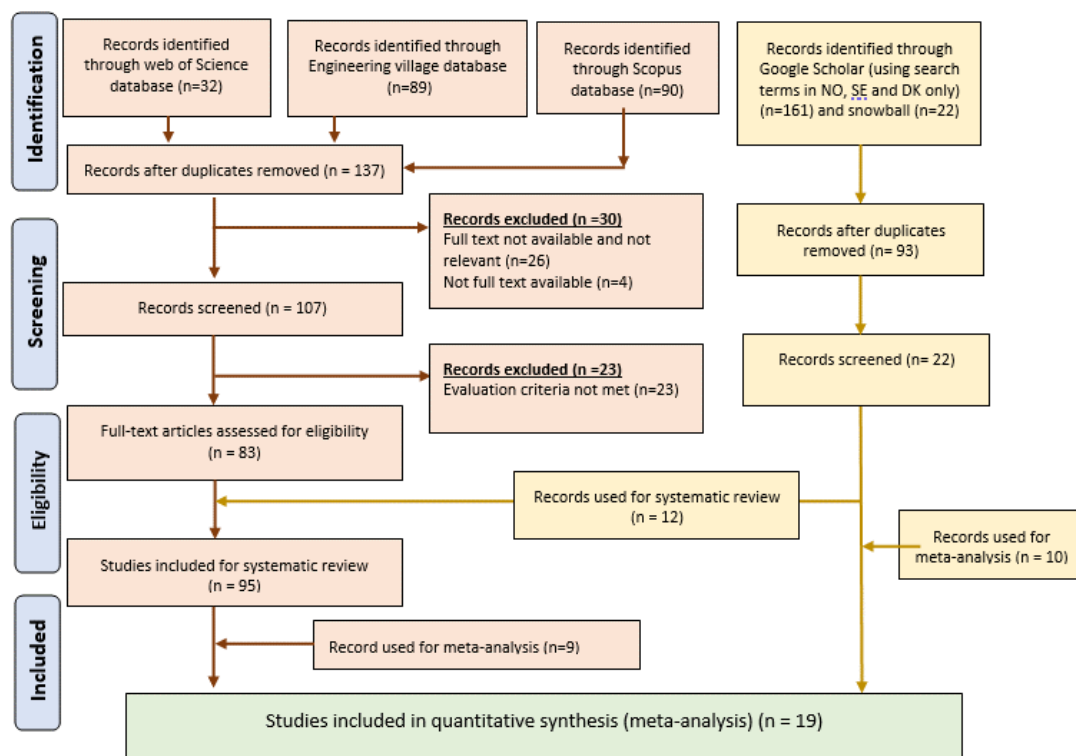 Identification
Records identified
through web of Science
database (n=32)
Records identified through
Engineering village database
(n=89)
Records identified
through Scopus
database (n=90)
Records identified through
Google Scholar (using search
terms in NO, SE and DK only)
(n=161) and snowball (n=22)
Records after duplicates removed (n = 137)
Screening
Records excluded (n =30)
Full text not available and not
relevant (n=26)
Not full text available (n=4)
Records after duplicates
removed (n= 93)
Records screened (n = 107)
Records screened (n= 22)
Records excluded (n =23)
Evaluation criteria not met (n=23)
Eligibility
Full-text articles assessed for eligibility
(n = 83)
Records used for systematic review
(n = 12)
Records used for
meta-analysis (n = 10)
Studies included for systematic review
(n = 95)
Included
Record used for meta-analysis (n=9)
Studies included in quantitative synthesis (meta-analysis) (n = 19)